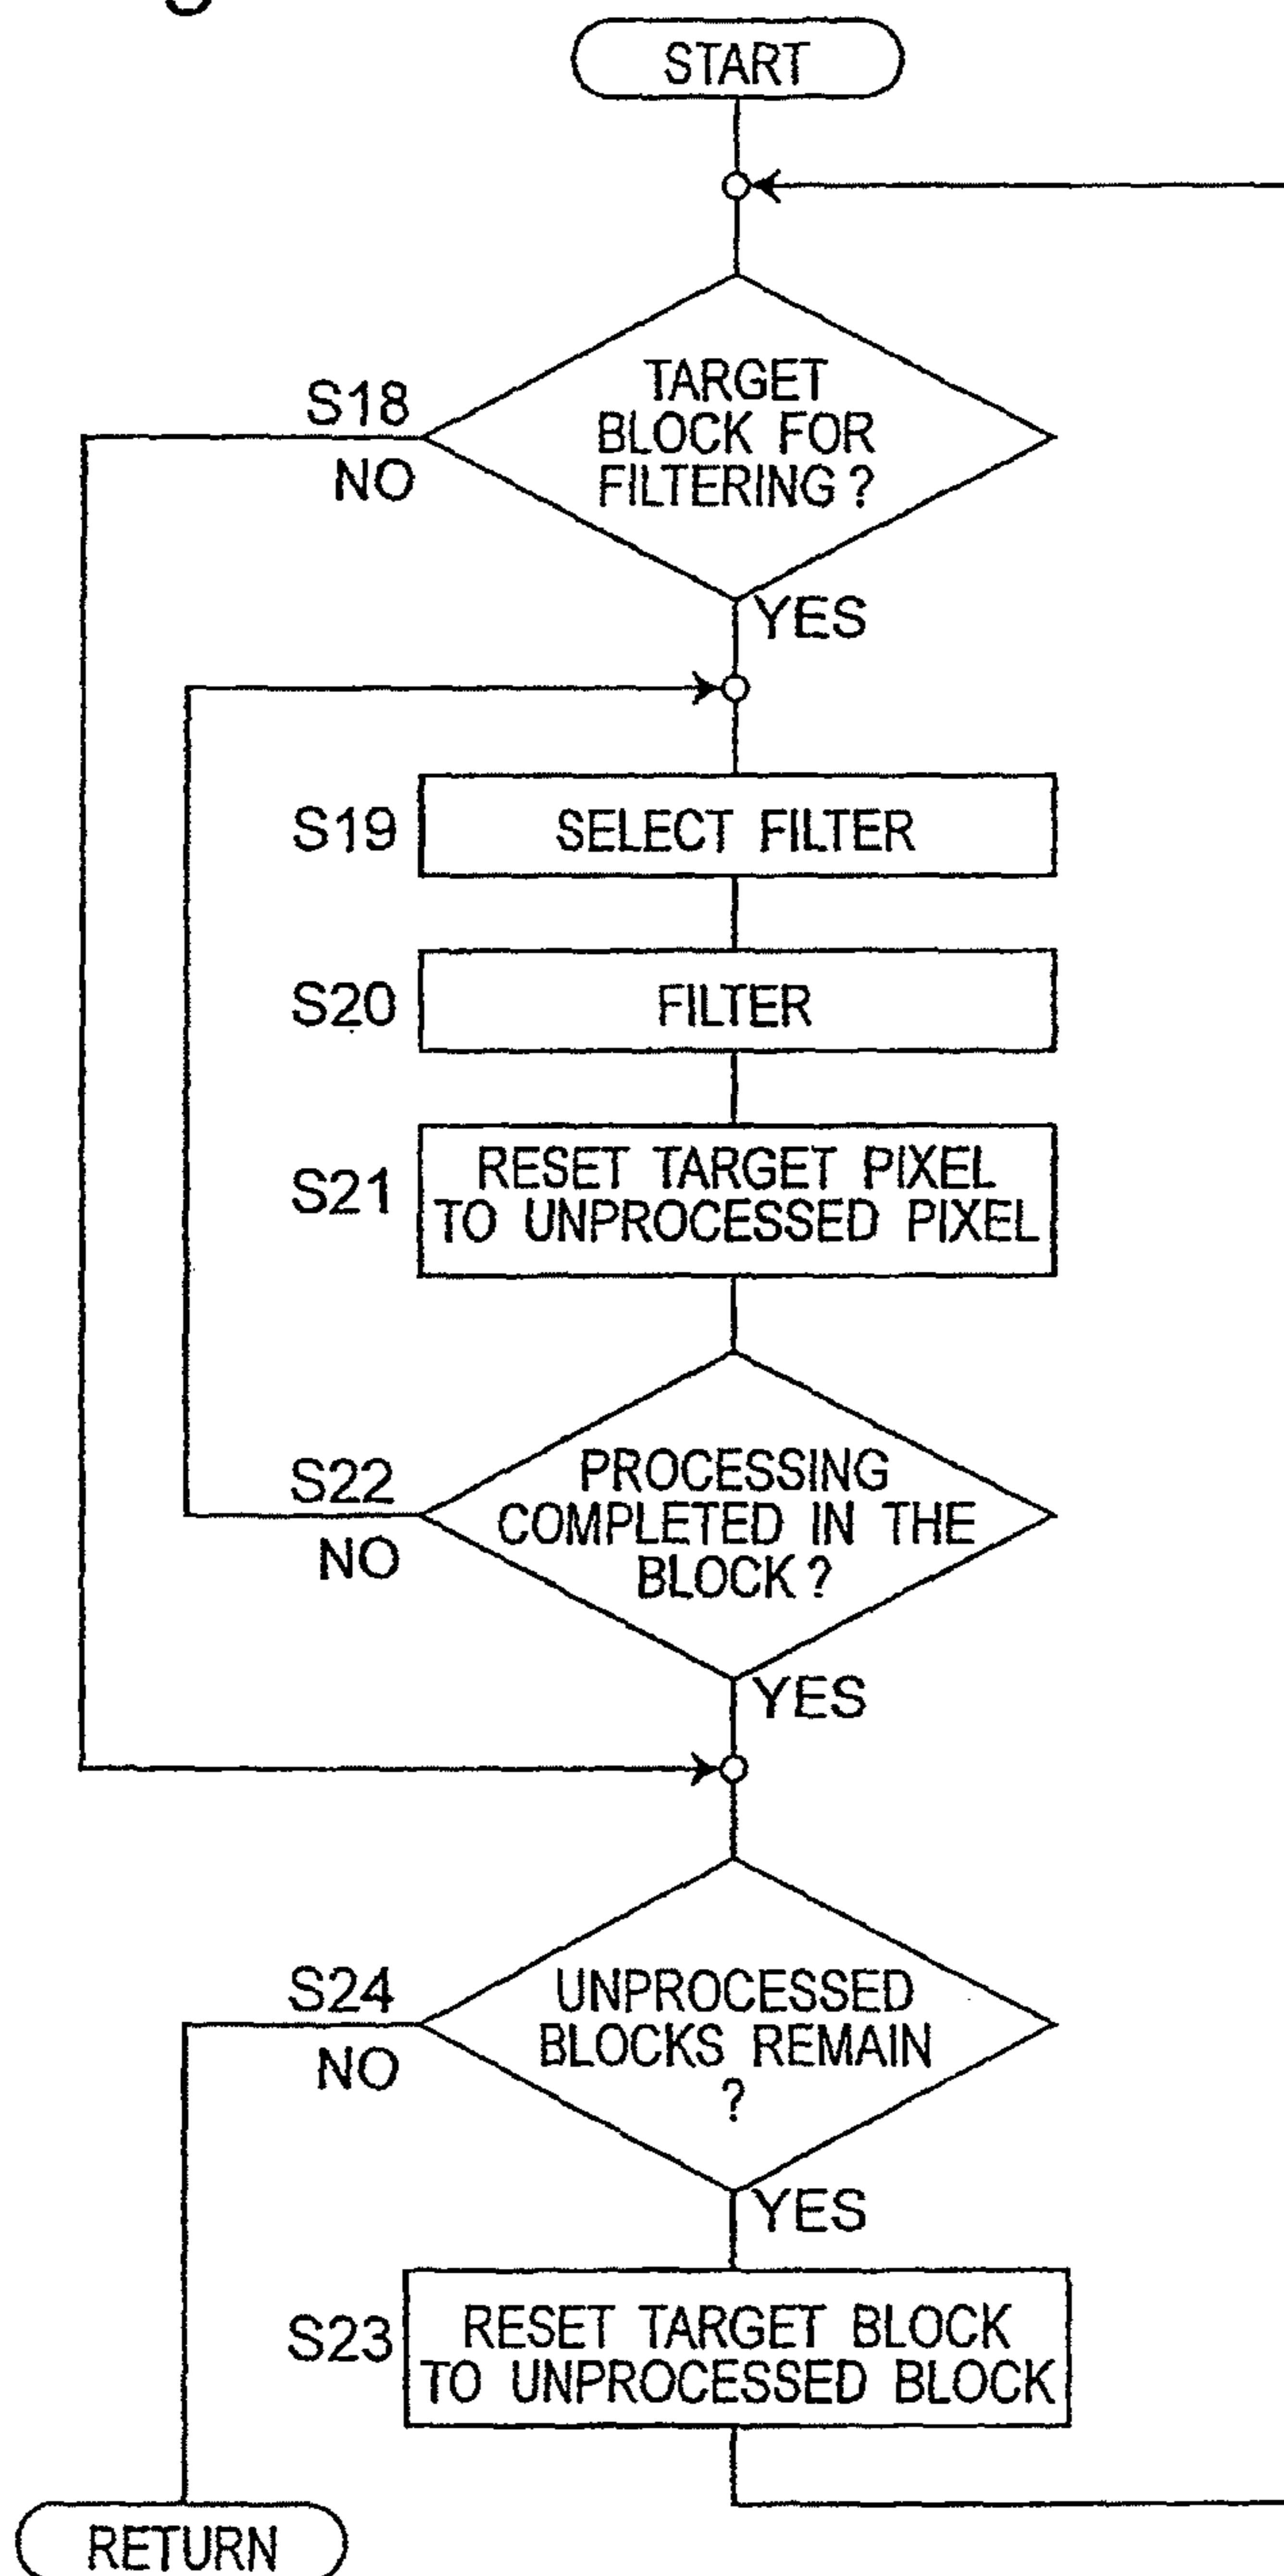 START
TARGET
BLOCK FOR
FILTERING ?
S18
NO
YES
S19
SELECT FILTER
S20
FILTER
S21
RESET TARGET PIXEL
TO UNPROCESSED PIXEL
S22
NO
PROCESSING
COMPLETED IN THE
BLOCK ?
YES
S24
NO
UNPROCESSED
BLOCKS REMAIN
?
YES
S23
RESET TARGET BLOCK
TO UNPROCESSED BLOCK
RETURN